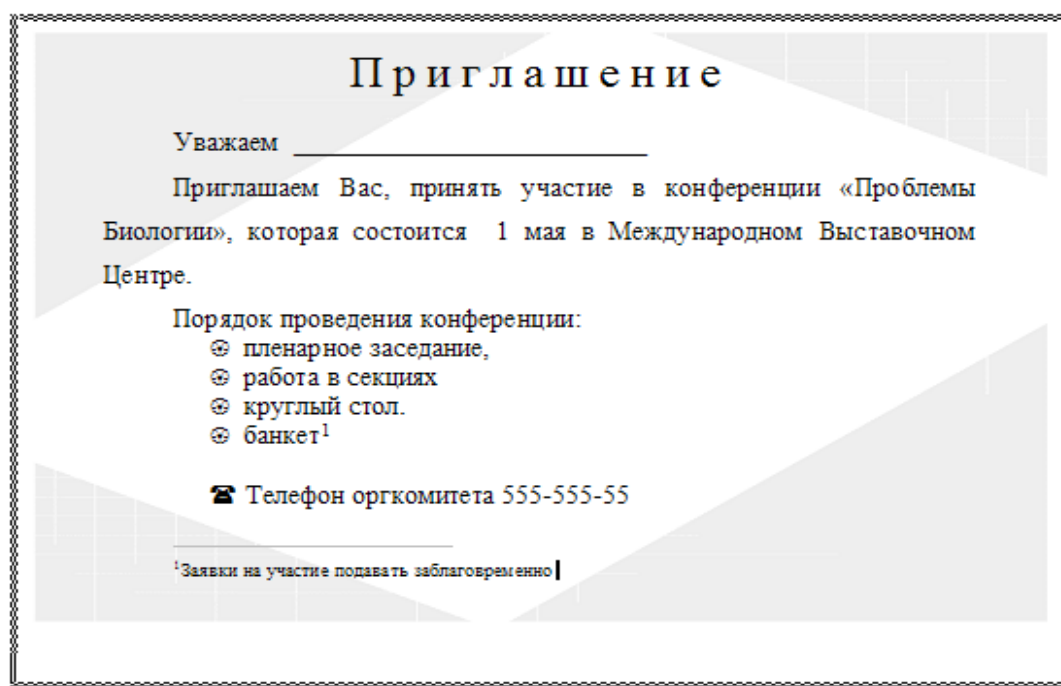 Приглашение
Уважаем ____________________________
Приглашаем Вас, принять участие в конференции «Проблемы
Биологии», которая состоится 1 мая в Международном Выставочном
Центре.
Порядок проведения конференции:
֍ пленарное заседание,
֍ работа в секциях
֍ круглый стол.
֍ банкет¹
☎ Телефон оргкомитета 555-555-55
¹Заявки на участие подавать заблаговременно